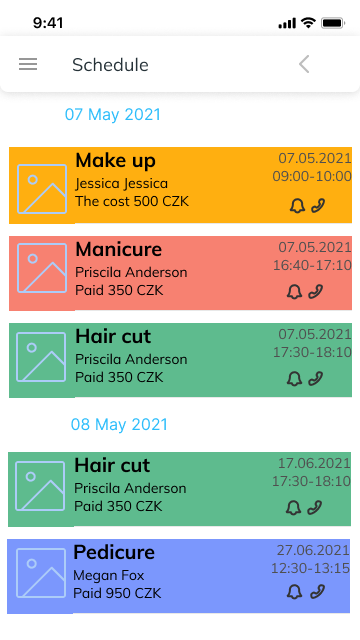 9:41
Schedule
07 May 2021
Make up
07.05.2021
Jessica Jessica
09:00-10:00
The cost 500 CZK
Manicure
07.05.2021
Priscila Anderson
16:40-17:10
Paid 350 CZK
Hair cut
07.05.2021
Priscila Anderson
17:30-18:10
Paid 350 CZK
08 May 2021
Hair cut
17.06.2021
Priscila Anderson
17:30-18:10
Paid 350 CZK
Pedicure
27.06.2021
Megan Fox
12:30-13:15
Paid 950 CZK